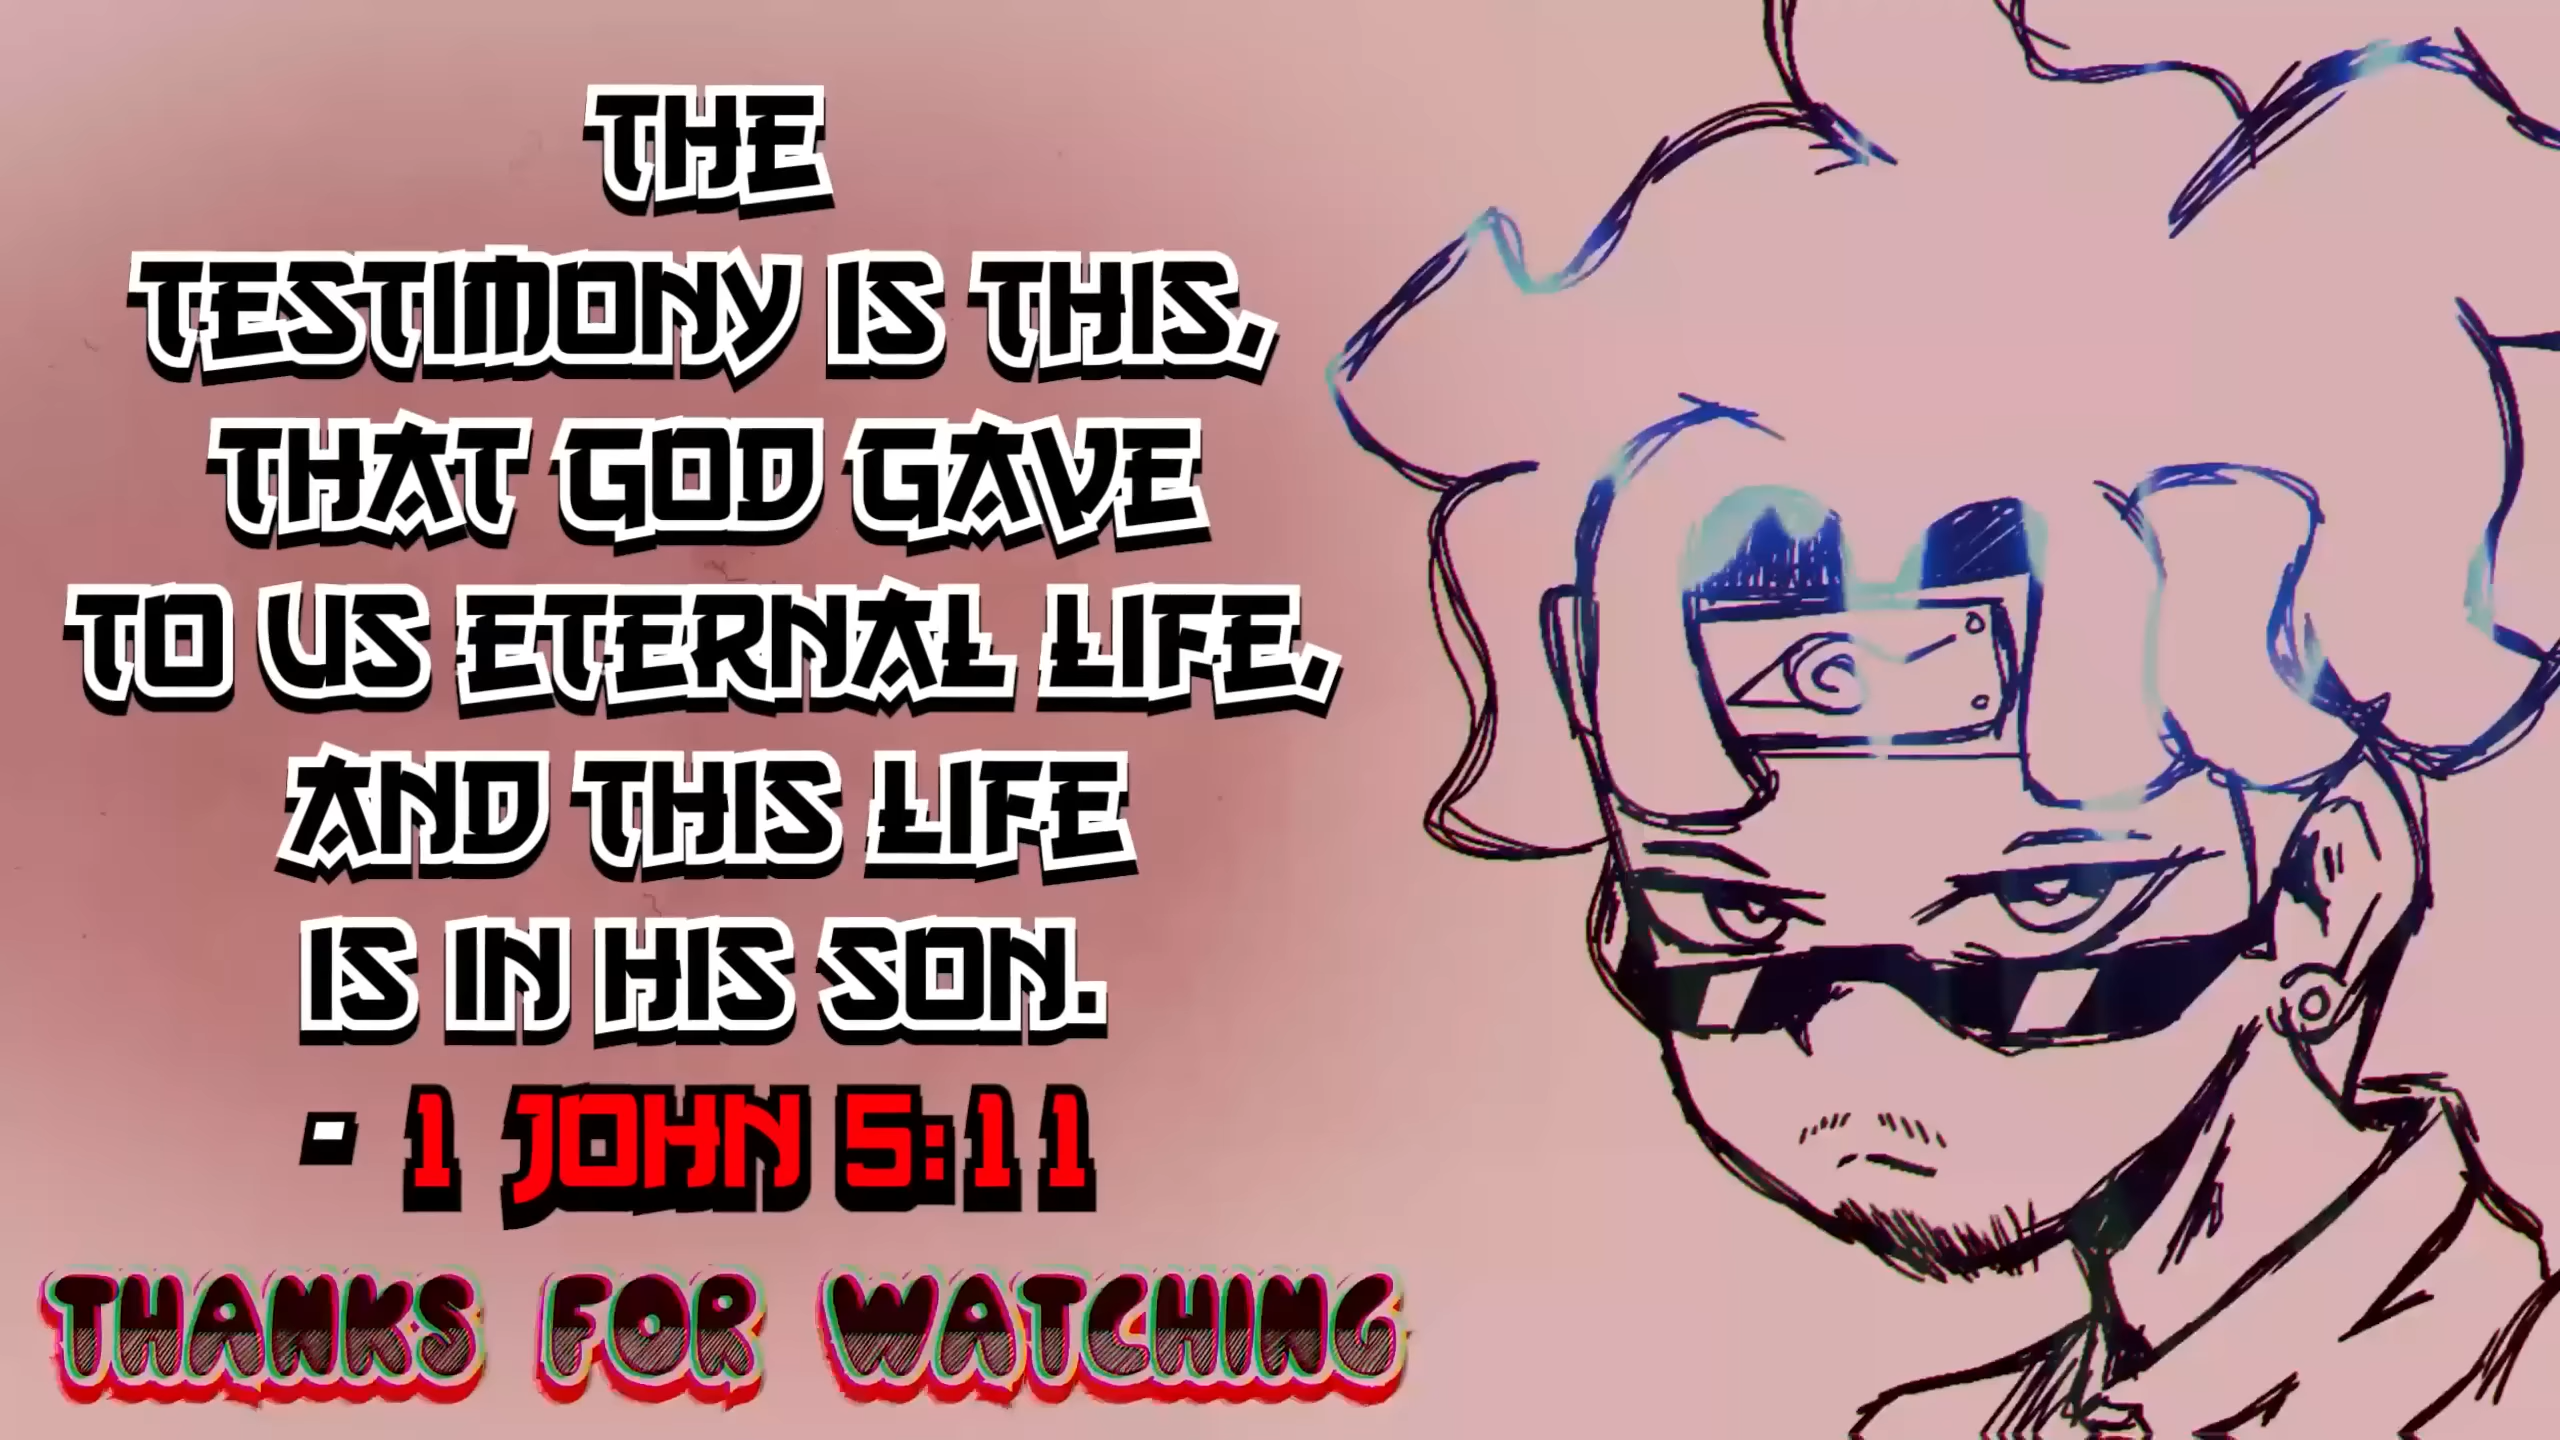 THE
TESTIMONY IS THIS,
THAT GOD GAVE
TO US ETERNAL LIFE,
AND THIS LIFE
IS IN HIS SON.
- 1 JOHN 5:11
THANKS FOR WATCHING